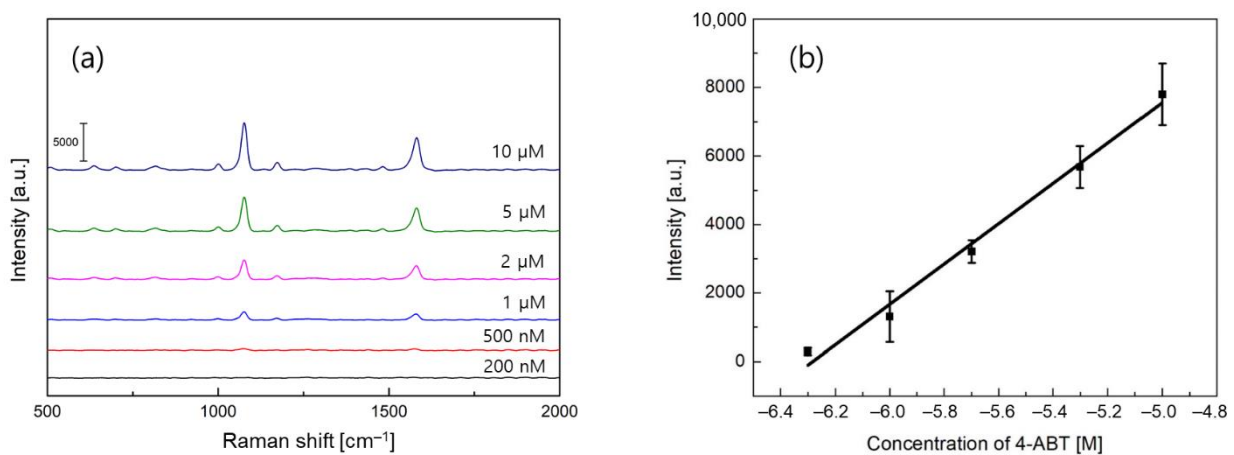 (a)
5000
10 μM
5 μM
2 μM
1 μM
500 nM
200 nM
Intensity [a.u.]
500 1000 1500 2000
Raman shift [cm⁻¹]
(b)
10,000
8000
6000
4000
2000
0
Intensity [a.u.]
–6.4 –6.2 –6.0 –5.8 –5.6 –5.4 –5.2 –5.0 –4.8
Concentration of 4-ABT [M]